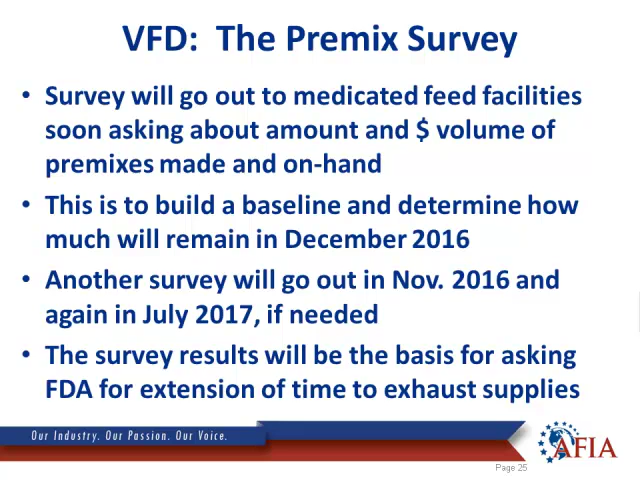 VFD: The Premix Survey
• Survey will go out to medicated feed facilities
soon asking about amount and $ volume of
premixes made and on-hand
• This is to build a baseline and determine how
much will remain in December 2016
• Another survey will go out in Nov. 2016 and
again in July 2017, if needed
• The survey results will be the basis for asking
FDA for extension of time to exhaust supplies
Our Industry. Our Passion. Our Voice.
AFIA
Page 25